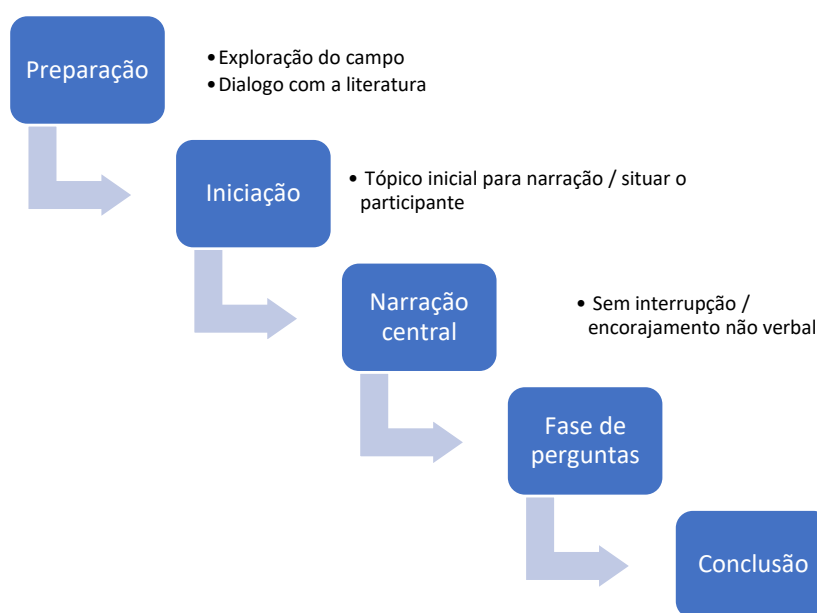 Preparação
•Exploração do campo
•Dialogo com a literatura
Iniciação
• Tópico inicial para narração / situar o
participante
Narração
central
• Sem interrupção /
encorajamento não verbal
Fase de
perguntas
Conclusão